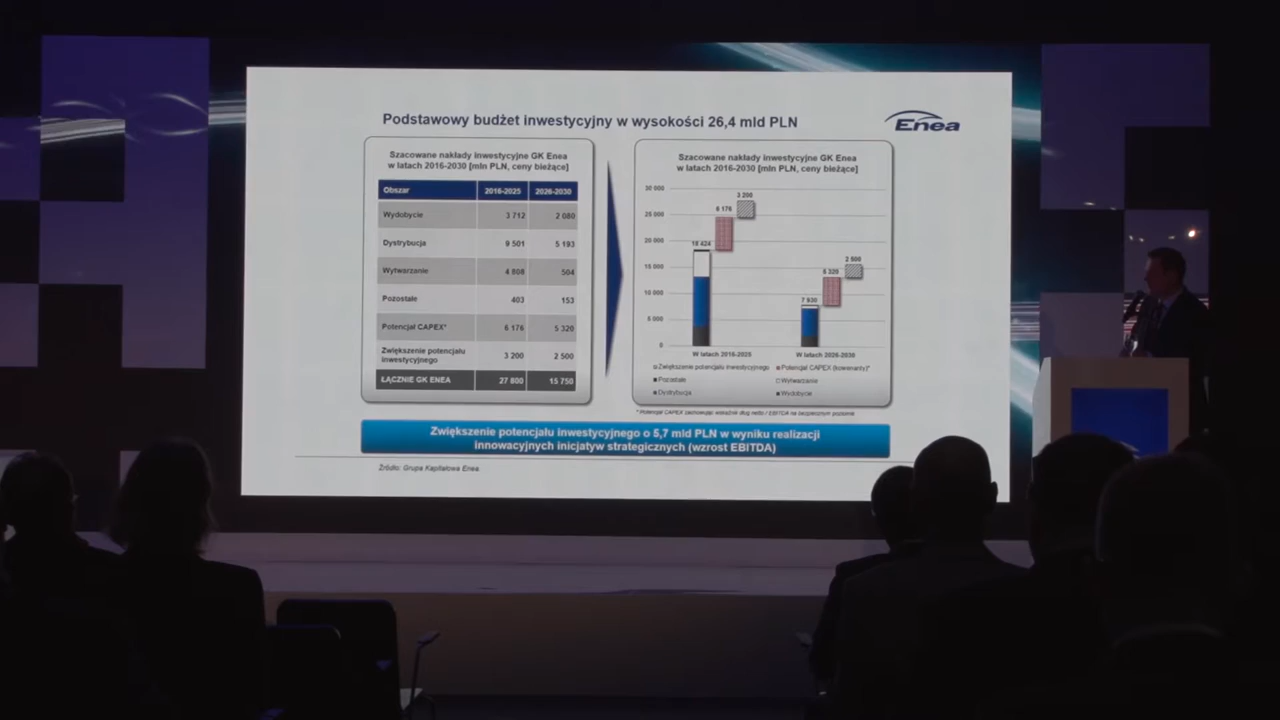 Podstawowy budżet inwestycyjny w wysokości 26,4 mld PLN
Enea
Szacowane nakłady inwestycyjne GK Enea
w latach 2016-2030 [mln PLN, ceny bieżące]
Obszar 2016-2025 2026-2030
Wydobycie 3 712 2 080
Dystrybucja 9 501 5 193
Wytwarzanie 4 808 504
Pozostałe 403 153
Potencjał CAPEX* 6 176 5 320
Zwiększenie potencjału
inwestycyjnego 3 200 2 500
ŁĄCZNIE GK ENEA 27 800 15 750
Szacowane nakłady inwestycyjne GK Enea
w latach 2016-2030 [mln PLN, ceny bieżące]
30 000
25 000
20 000
15 000
10 000
5 000
0
18 424
6 176
3 200
7 930
5 320
2 500
W latach 2016-2025 W latach 2026-2030
Zwiększenie potencjału inwestycyjnego Potencjał CAPEX (kowenanty)*
Pozostałe Wytwarzanie
Dystrybucja Wydobycie
* Potencjał CAPEX zachowując wskaźnik dług netto / EBITDA na bezpiecznym poziomie
Zwiększenie potencjału inwestycyjnego o 5,7 mld PLN w wyniku realizacji
innowacyjnych inicjatyw strategicznych (wzrost EBITDA)
Źródło: Grupa Kapitałowa Enea.